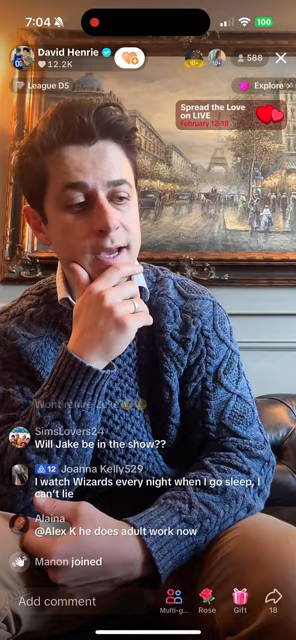 7:04
100
David Henrie
12.2K
10+
10+
588
League D5
Explore
Spread the Love
on LIVE
February 12-18
SimsLovers24
Will Jake be in the show??
12 Joanna Kelly529
I watch Wizards every night when I go sleep, I
can't lie
Alaina
@Alex K he does adult work now
Manon joined
Add comment
Multi-g...
Rose
Gift
18